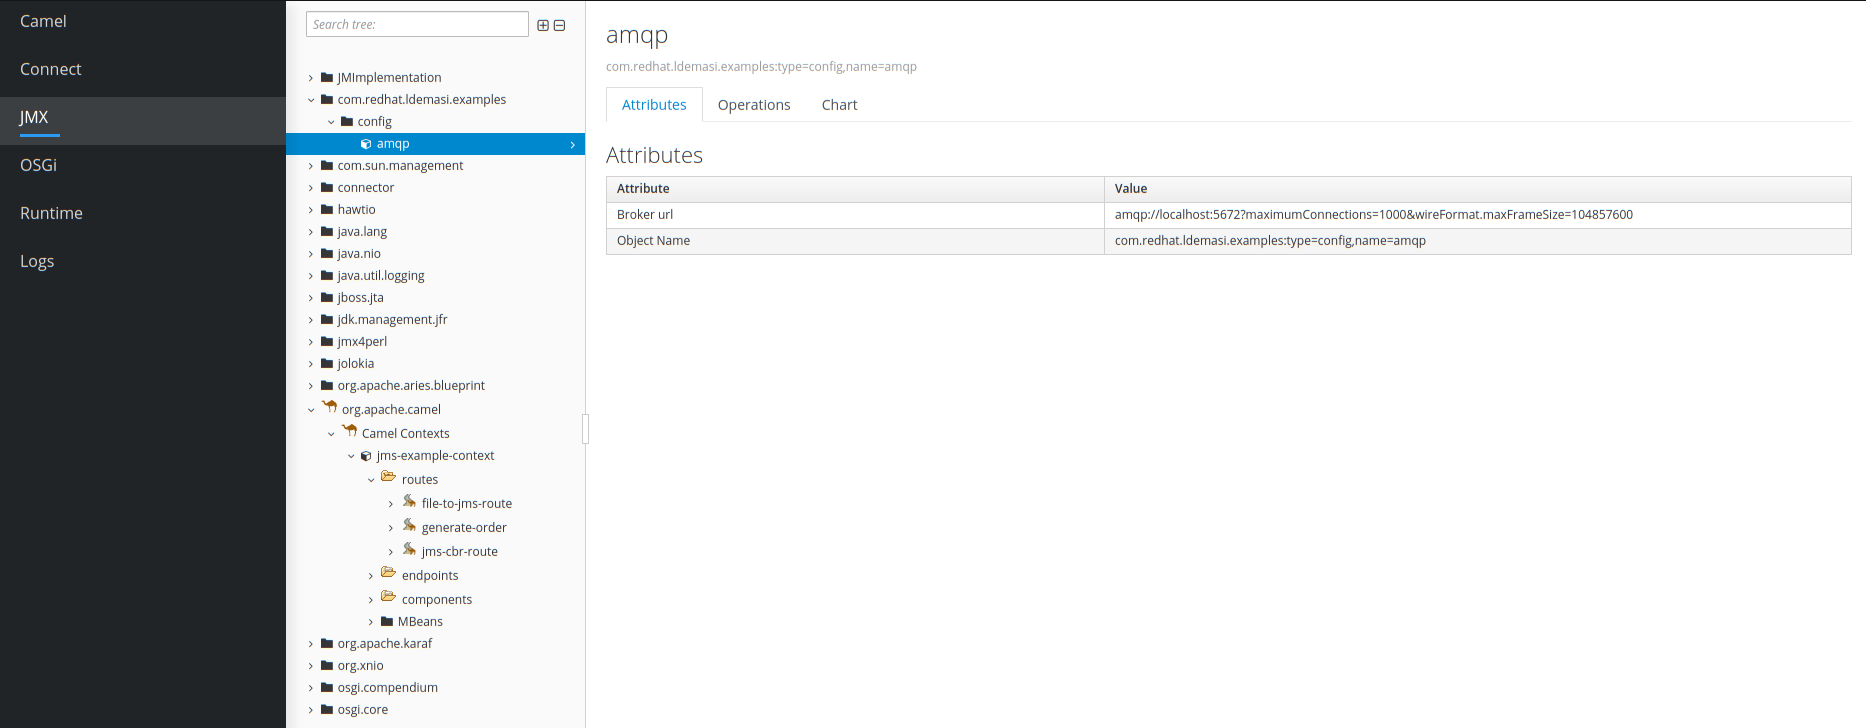 Camel
Connect
JMX
OSGi
Runtime
Logs
Search tree:
JMImplementation
com.redhat.ldemasi.examples
config
amqp
com.sun.management
connector
hawtio
java.lang
java.nio
java.util.logging
jboss.jta
jdk.management.jfr
jmx4perl
jolokia
org.apache.aries.blueprint
org.apache.camel
Camel Contexts
jms-example-context
routes
file-to-jms-route
generate-order
jms-cbr-route
endpoints
components
MBeans
org.apache.karaf
org.xnio
osgi.compendium
osgi.core
amqp
com.redhat.ldemasi.examples:type=config,name=amqp
Attributes Operations Chart
Attributes
Attribute Value
Broker url amqp://localhost:5672?maximumConnections=1000&wireFormat.maxFrameSize=104857600
Object Name com.redhat.ldemasi.examples:type=config,name=amqp